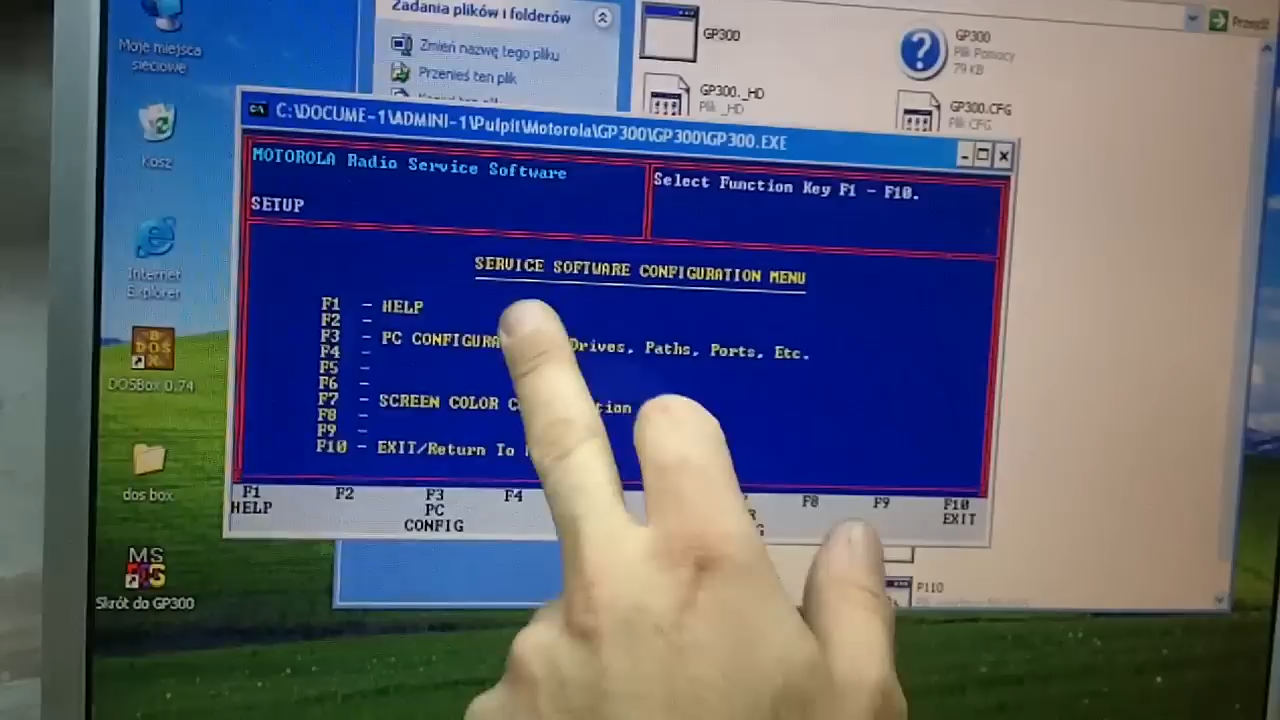 Moje miejsca
sieciowe
Kosz
Internet
Explorer
DOSBox 0.74
dos box
Skrót do GP300
Zadania plików i folderów
Zmień nazwę tego pliku
Przenieś ten plik
GP300
GP300._HD
Plik _HD
GP300
Plik Pomocy
79 KB
GP300.CFG
Plik CFG
Przejdź
C:\DOCUME~1\ADMINI~1\Pulpit\Motorola\GP300\GP300\GP300.EXE
MOTOROLA Radio Service Software
SETUP
Select Function Key F1 - F10.
SERVICE SOFTWARE CONFIGURATION MENU
F1 - HELP
F2 -
F3 - PC CONFIGURA Drives, Paths, Ports, Etc.
F4 -
F5 -
F6 -
F7 - SCREEN COLOR C tion
F8 -
F9 -
F10 - EXIT/Return To
F1 F2 F3 F4 F8 F9 F10
HELP PC EXIT
CONFIG
P110